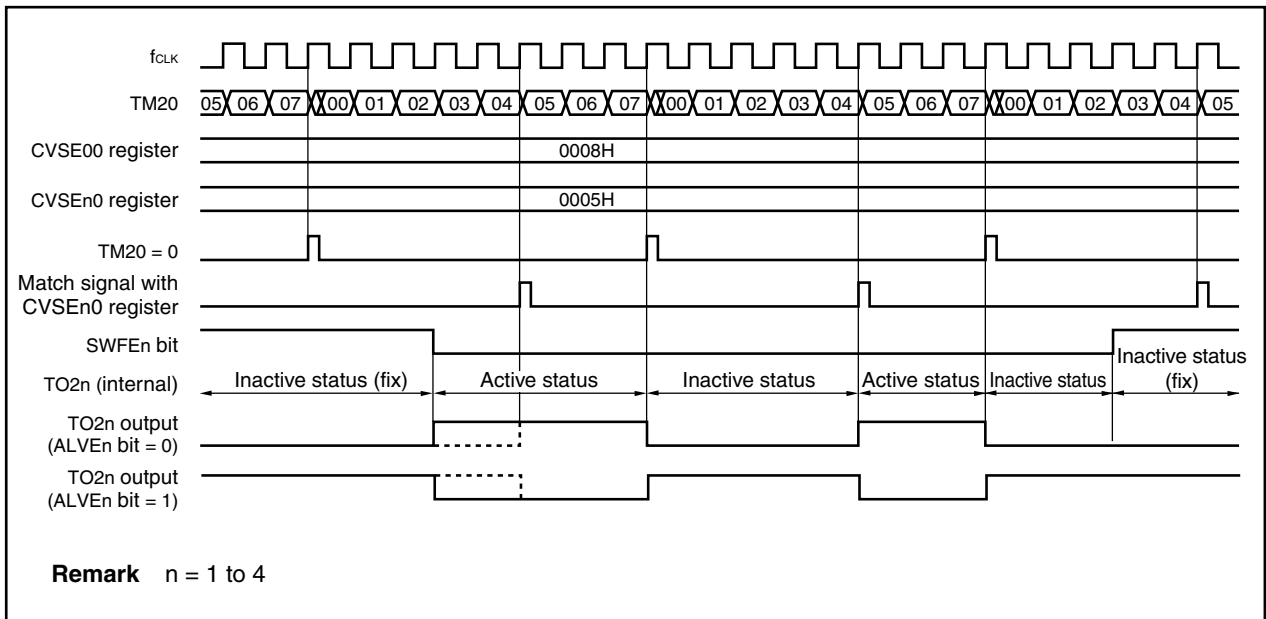 fCLK
TM20 05 06 07 00 01 02 03 04 05 06 07 00 01 02 03 04 05 06 07 00 01 02 03 04 05
CVSE00 register 0008H
CVSEn0 register 0005H
TM20 = 0
Match signal with
CVSEn0 register
SWFEn bit
TO2n (internal) Inactive status (fix) Active status Inactive status Active status Inactive status Inactive status
(fix)
TO2n output
(ALVEn bit = 0)
TO2n output
(ALVEn bit = 1)
Remark n = 1 to 4